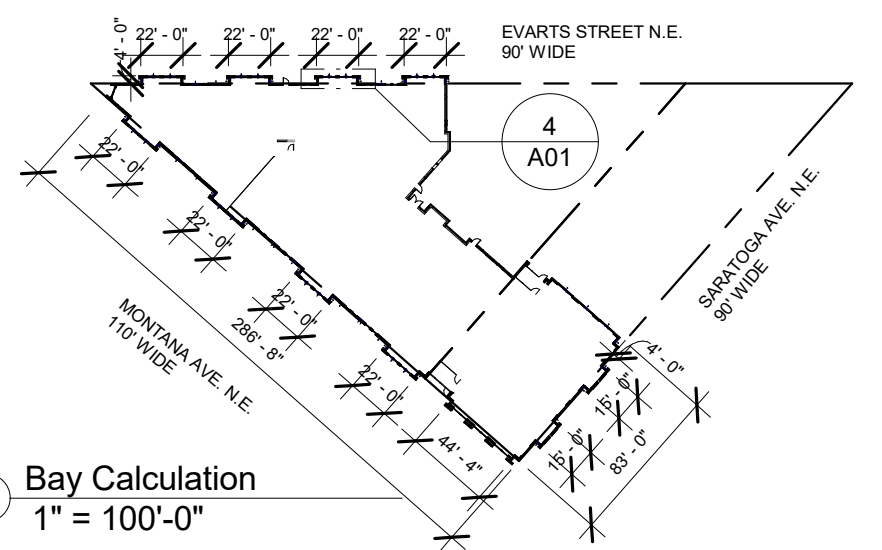 22' - 0" 22' - 0" 22' - 0" 22' - 0"
4' - 0"
EVARTS STREET N.E.
90' WIDE
4
A01
22' - 0"
22' - 0"
22' - 0"
286' - 8"
22' - 0"
44' - 4"
MONTANA AVE. N.E.
110' WIDE
SARATOGA AVE. N.E.
90' WIDE
4' - 0"
15' - 0"
15' - 0"
83' - 0"
Bay Calculation
1" = 100'-0"